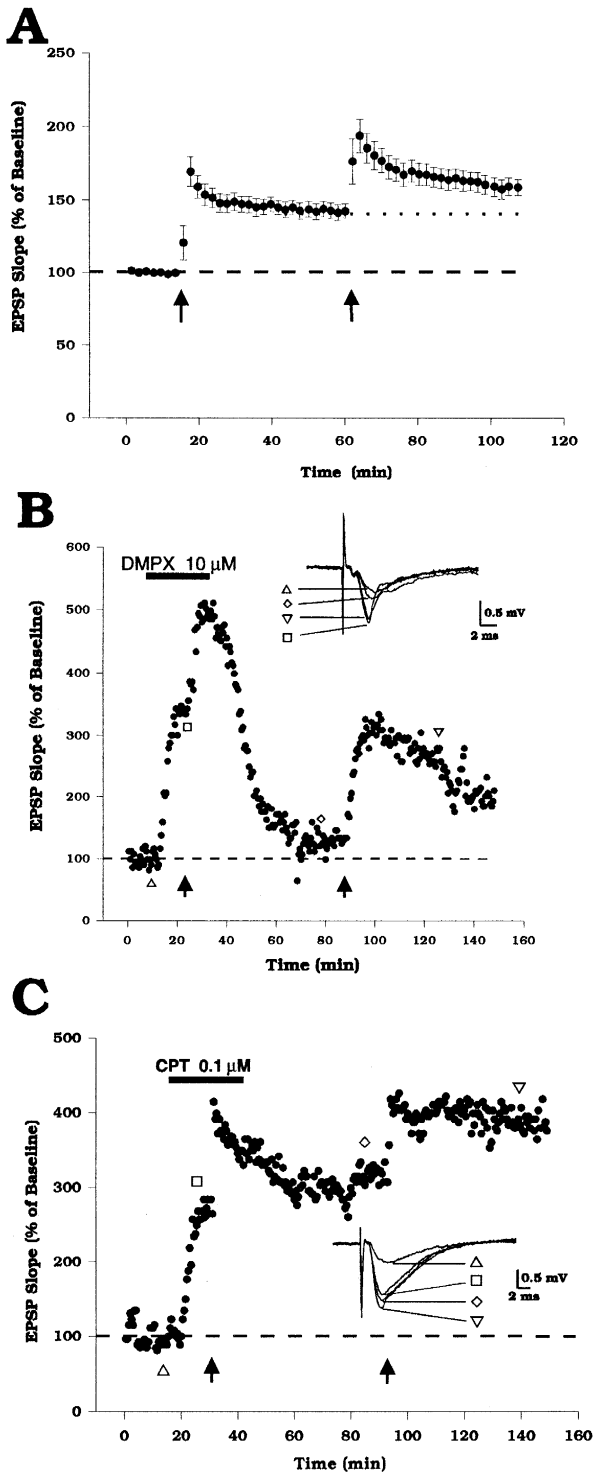 A
250
200
150
100
50
0
EPSP Slope (% of Baseline)
0 20 40 60 80 100 120
Time (min)
B
600
500
400
300
200
100
0
EPSP Slope (% of Baseline)
DMPX 10 μM
0.5 mV
2 ms
0 20 40 60 80 100 120 140 160
Time (min)
C
500
400
300
200
100
0
EPSP Slope (% of Baseline)
CPT 0.1 μM
0.5 mV
2 ms
0 20 40 60 80 100 120 140 160
Time (min)